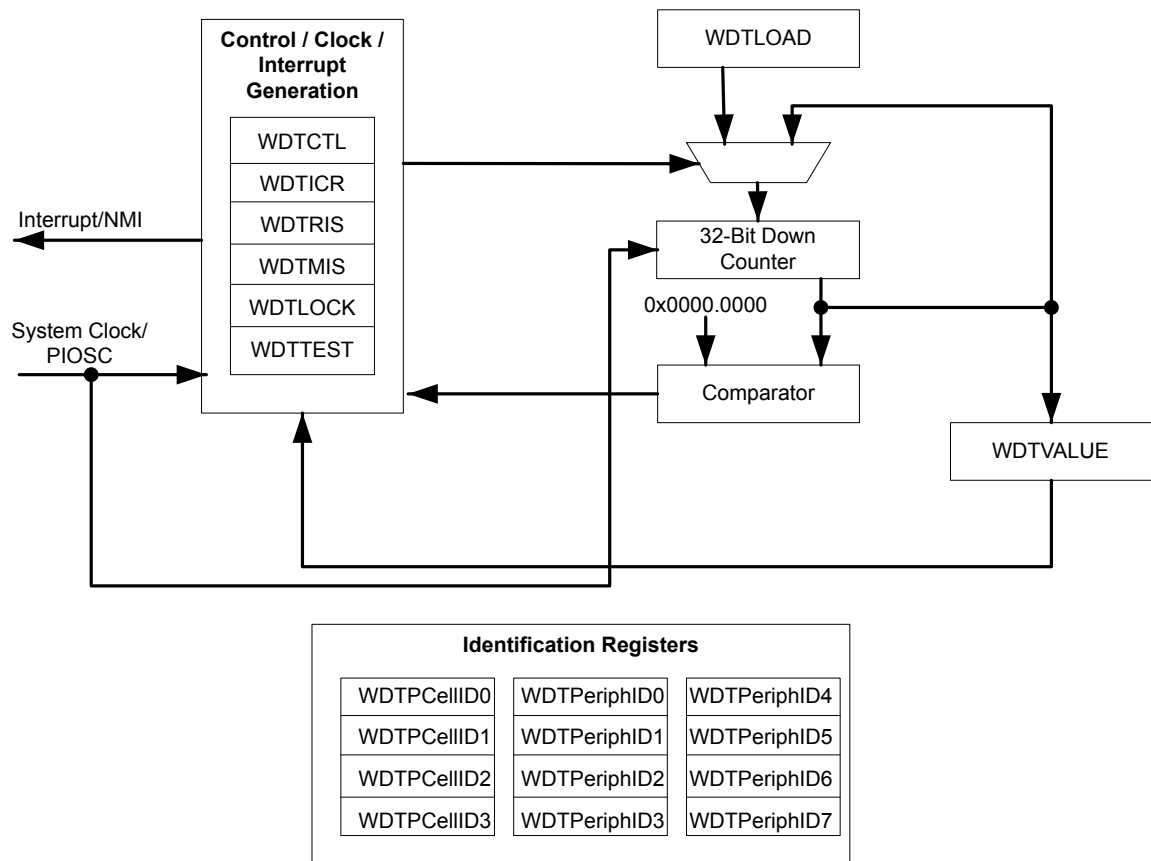 Control / Clock /
Interrupt
Generation
WDTCTL
WDTICR
WDTRIS
WDTMIS
WDTLOCK
WDTTEST
Interrupt/NMI
System Clock/
PIOSC
WDTLOAD
32-Bit Down
Counter
0x0000.0000
Comparator
WDTVALUE
Identification Registers
WDTPCellID0
WDTPCellID1
WDTPCellID2
WDTPCellID3
WDTPeriphID0
WDTPeriphID1
WDTPeriphID2
WDTPeriphID3
WDTPeriphID4
WDTPeriphID5
WDTPeriphID6
WDTPeriphID7